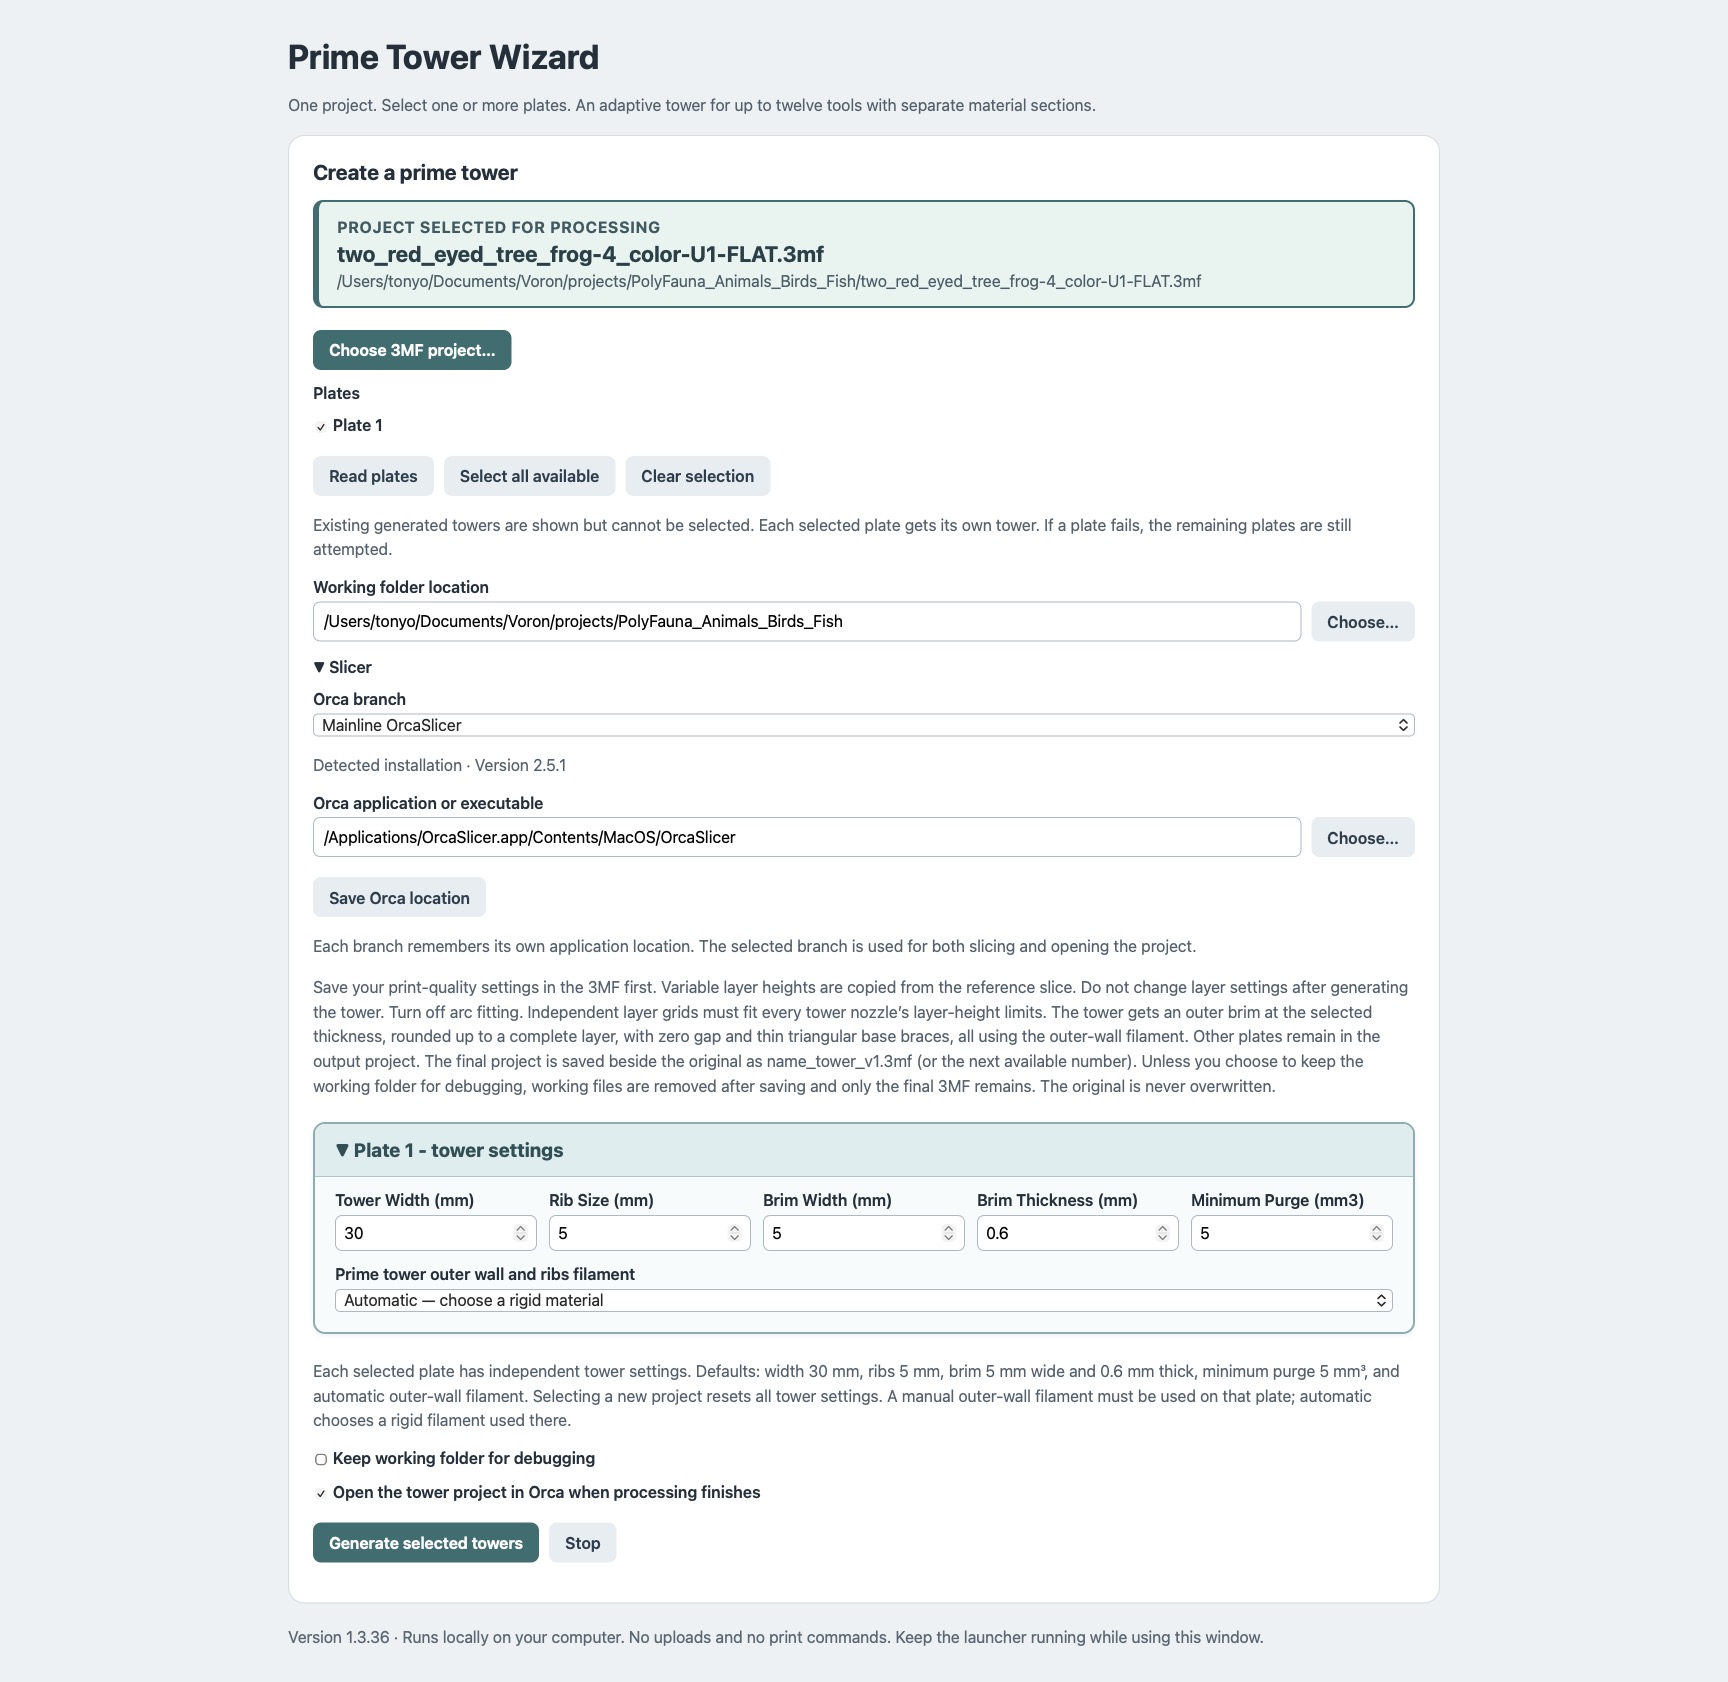 Prime Tower Wizard
One project. Select one or more plates. An adaptive tower for up to twelve tools with separate material sections.
Create a prime tower
PROJECT SELECTED FOR PROCESSING
two_red_eyed_tree_frog-4_color-U1-FLAT.3mf
/Users/tonyo/Documents/Voron/projects/PolyFauna_Animals_Birds_Fish/two_red_eyed_tree_frog-4_color-U1-FLAT.3mf
Choose 3MF project...
Plates
Plate 1
Read plates Select all available Clear selection
Existing generated towers are shown but cannot be selected. Each selected plate gets its own tower. If a plate fails, the remaining plates are still
attempted.
Working folder location
/Users/tonyo/Documents/Voron/projects/PolyFauna_Animals_Birds_Fish Choose...
Slicer
Orca branch
Mainline OrcaSlicer
Detected installation · Version 2.5.1
Orca application or executable
/Applications/OrcaSlicer.app/Contents/MacOS/OrcaSlicer Choose...
Save Orca location
Each branch remembers its own application location. The selected branch is used for both slicing and opening the project.
Save your print-quality settings in the 3MF first. Variable layer heights are copied from the reference slice. Do not change layer settings after generating
the tower. Turn off arc fitting. Independent layer grids must fit every tower nozzle's layer-height limits. The tower gets an outer brim at the selected
thickness, rounded up to a complete layer, with zero gap and thin triangular base braces, all using the outer-wall filament. Other plates remain in the
output project. The final project is saved beside the original as name_tower_v1.3mf (or the next available number). Unless you choose to keep the
working folder for debugging, working files are removed after saving and only the final 3MF remains. The original is never overwritten.
Plate 1 - tower settings
Tower Width (mm) Rib Size (mm) Brim Width (mm) Brim Thickness (mm) Minimum Purge (mm3)
30 5 5 0.6 5
Prime tower outer wall and ribs filament
Automatic — choose a rigid material
Each selected plate has independent tower settings. Defaults: width 30 mm, ribs 5 mm, brim 5 mm wide and 0.6 mm thick, minimum purge 5 mm³, and
automatic outer-wall filament. Selecting a new project resets all tower settings. A manual outer-wall filament must be used on that plate; automatic
chooses a rigid filament used there.
Keep working folder for debugging
Open the tower project in Orca when processing finishes
Generate selected towers Stop
Version 1.3.36 · Runs locally on your computer. No uploads and no print commands. Keep the launcher running while using this window.